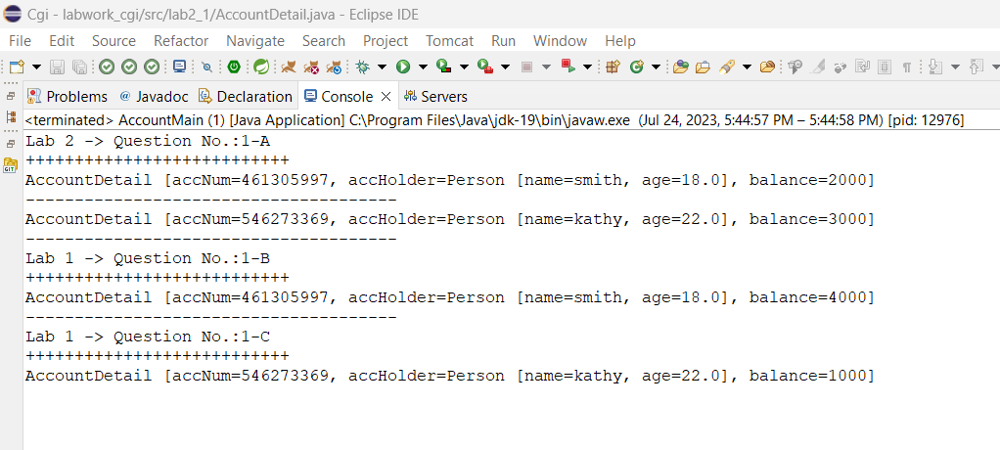 Cgi - labwork_cgi/src/lab2_1/AccountDetail.java - Eclipse IDE
File Edit Source Refactor Navigate Search Project Tomcat Run Window Help
Problems @ Javadoc Declaration Console Servers
<terminated> AccountMain (1) [Java Application] C:\Program Files\Java\jdk-19\bin\javaw.exe (Jul 24, 2023, 5:44:57 PM – 5:44:58 PM) [pid: 12976]
Lab 2 -> Question No.:1-A
+++++++++++++++++++++++++++
AccountDetail [accNum=461305997, accHolder=Person [name=smith, age=18.0], balance=2000]
--------------------------------------
AccountDetail [accNum=546273369, accHolder=Person [name=kathy, age=22.0], balance=3000]
--------------------------------------
Lab 1 -> Question No.:1-B
+++++++++++++++++++++++++++
AccountDetail [accNum=461305997, accHolder=Person [name=smith, age=18.0], balance=4000]
--------------------------------------
Lab 1 -> Question No.:1-C
+++++++++++++++++++++++++++
AccountDetail [accNum=546273369, accHolder=Person [name=kathy, age=22.0], balance=1000]
GIT